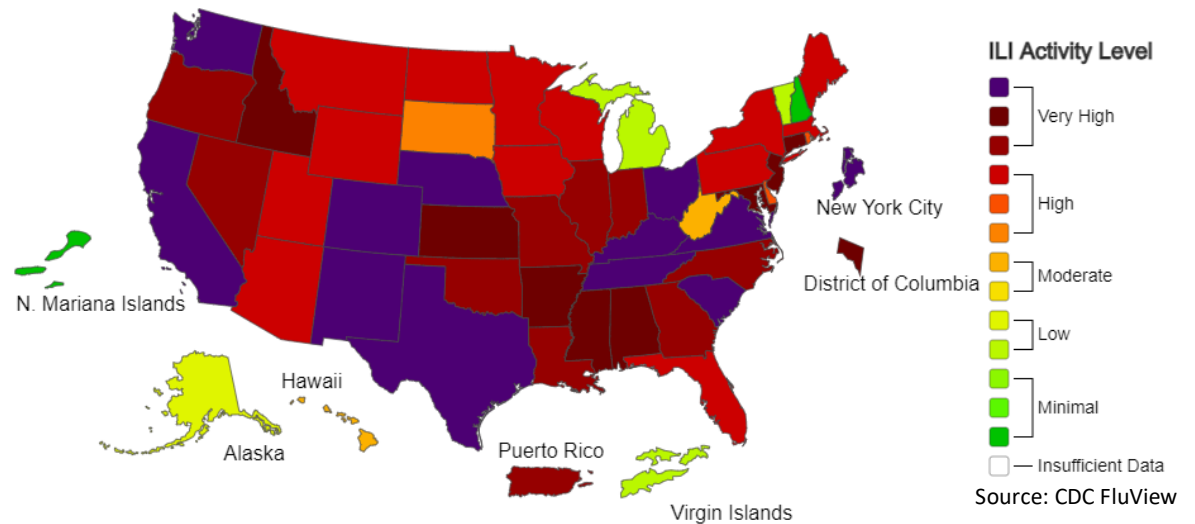 ILI Activity Level
Very High
High
Moderate
Low
Minimal
Insufficient Data
Source: CDC FluView
New York City
District of Columbia
N. Mariana Islands
Hawaii
Alaska
Puerto Rico
Virgin Islands